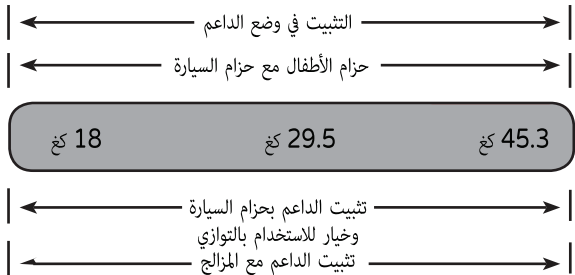 التثبيت في وضع الداعم
حزام الأطفال مع حزام السيارة
18 كغ
29.5 كغ
45.3 كغ
تثبيت الداعم بحزام السيارة
وخيار للاستخدام بالتوازي
تثبيت الداعم مع المزالج